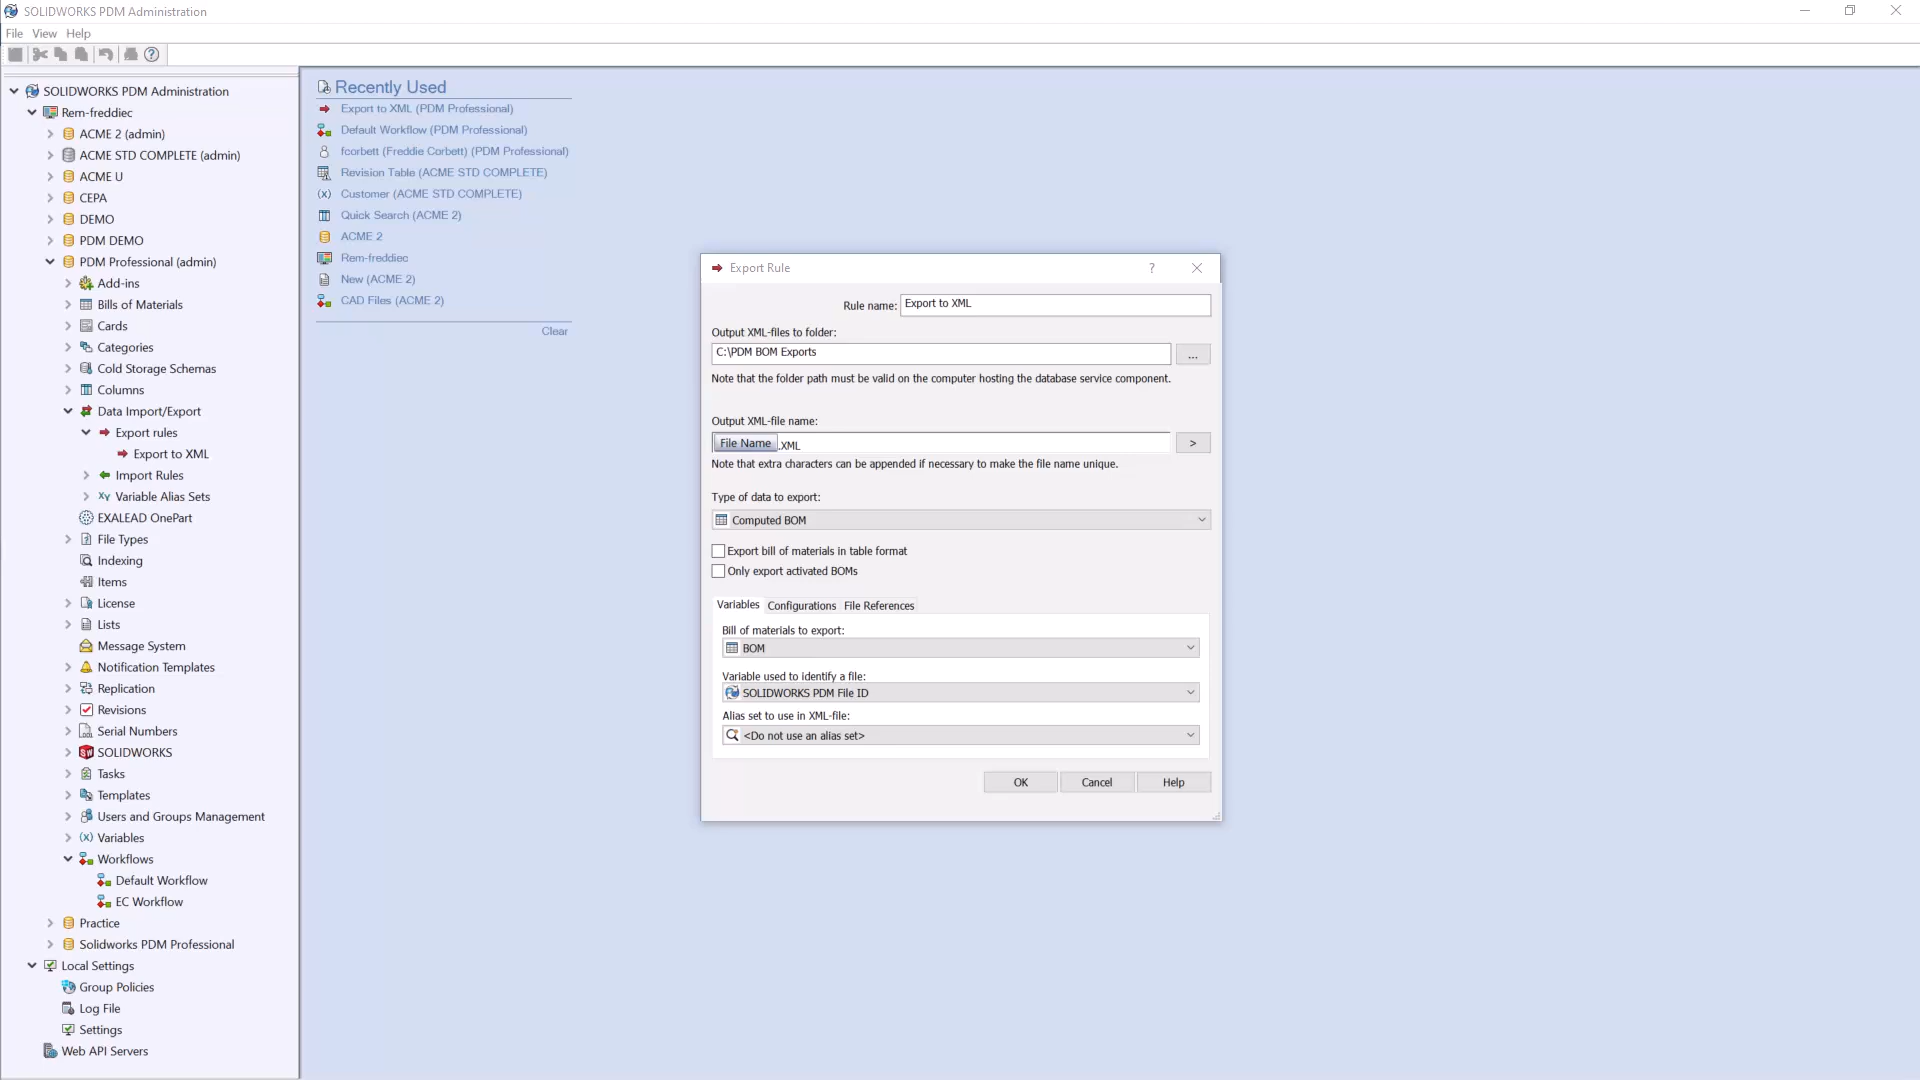 SOLIDWORKS PDM Administration
File View Help
SOLIDWORKS PDM Administration
Rem-freddiec
ACME 2 (admin)
ACME STD COMPLETE (admin)
ACME U
CEPA
DEMO
PDM DEMO
PDM Professional (admin)
Add-ins
Bills of Materials
Cards
Categories
Cold Storage Schemas
Columns
Data Import/Export
Export rules
Export to XML
Import Rules
Variable Alias Sets
EXALEAD OnePart
File Types
Indexing
Items
License
Lists
Message System
Notification Templates
Replication
Revisions
Serial Numbers
SOLIDWORKS
Tasks
Templates
Users and Groups Management
Variables
Workflows
Default Workflow
EC Workflow
Practice
Solidworks PDM Professional
Local Settings
Group Policies
Log File
Settings
Web API Servers
Recently Used
Export to XML (PDM Professional)
Default Workflow (PDM Professional)
fcorbett (Freddie Corbett) (PDM Professional)
Revision Table (ACME STD COMPLETE)
Customer (ACME STD COMPLETE)
Quick Search (ACME 2)
ACME 2
Rem-freddiec
New (ACME 2)
CAD Files (ACME 2)
Clear
Export Rule
Rule name: Export to XML
Output XML-files to folder:
C:\PDM BOM Exports
...
Note that the folder path must be valid on the computer hosting the database service component.
Output XML-file name:
File Name .XML
>
Note that extra characters can be appended if necessary to make the file name unique.
Type of data to export:
Computed BOM
Export bill of materials in table format
Only export activated BOMs
Variables Configurations File References
Bill of materials to export:
BOM
Variable used to identify a file:
SOLIDWORKS PDM File ID
Alias set to use in XML-file:
<Do not use an alias set>
OK Cancel Help